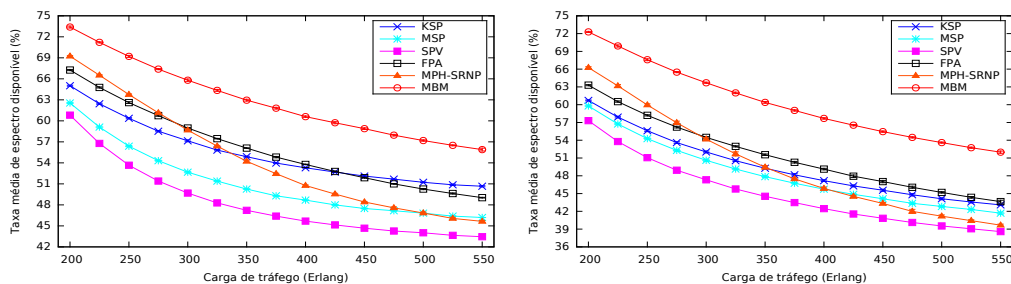 75
72
69
66
63
60
57
54
51
48
45
42
Taxa média de espectro disponível (%)
KSP
MSP
SPV
FPA
MPH-SRNP
MBM
200 250 300 350 400 450 500 550
Carga de tráfego (Erlang)
75
72
69
66
63
60
57
54
51
48
45
42
39
36
Taxa média de espectro disponível (%)
KSP
MSP
SPV
FPA
MPH-SRNP
MBM
200 250 300 350 400 450 500 550
Carga de tráfego (Erlang)